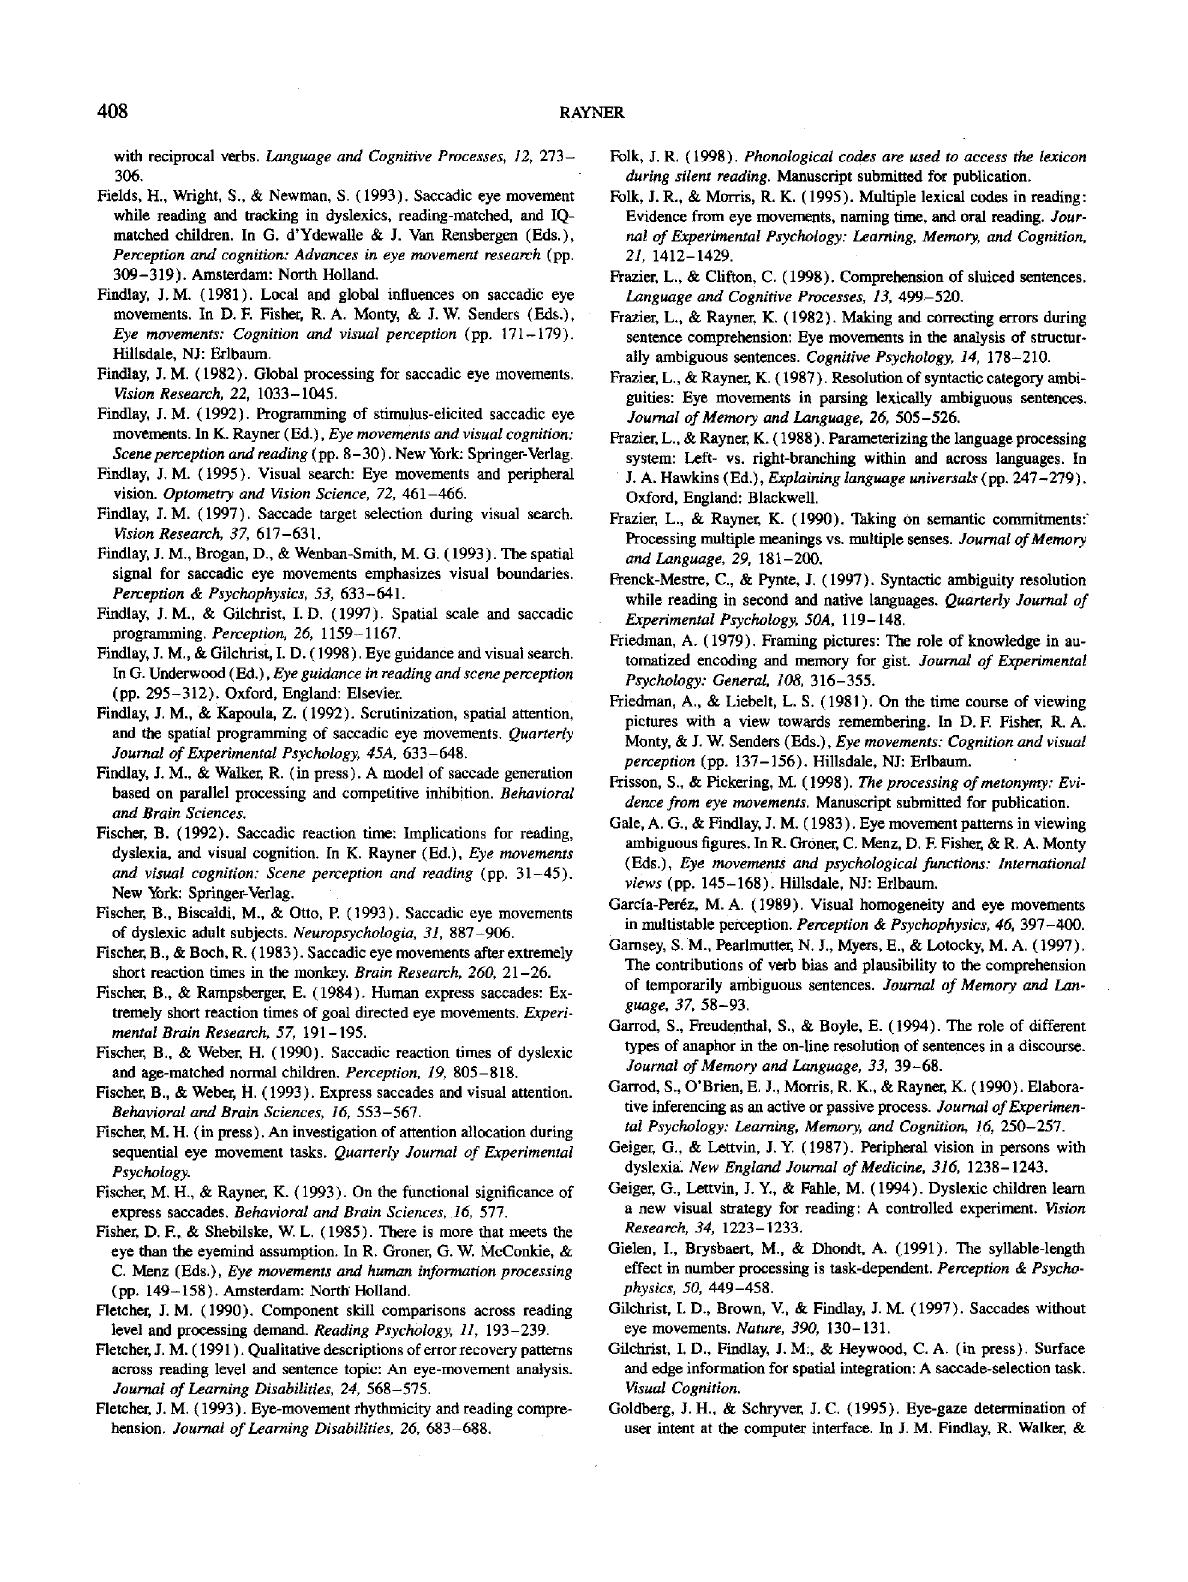 408
RAYNER
with reciprocal verbs. Language and Cognitive Processes, 12, 273–
306.
Fields, H., Wright, S., & Newman, S. (1993). Saccadic eye movement
while reading and tracking in dyslexics, reading-matched, and IQ-
matched children. In G. d'Ydewalle & J. Van Rensbergen (Eds.),
Perception and cognition: Advances in eye movement research (pp.
309–319). Amsterdam: North Holland.
Findlay, J. M. (1981). Local and global influences on saccadic eye
movements. In D. F. Fisher, R. A. Monty, & J. W. Senders (Eds.),
Eye movements: Cognition and visual perception (pp. 171–179).
Hillsdale, NJ: Erlbaum.
Findlay, J. M. (1982). Global processing for saccadic eye movements.
Vision Research, 22, 1033–1045.
Findlay, J. M. (1992). Programming of stimulus-elicited saccadic eye
movements. In K. Rayner (Ed.), Eye movements and visual cognition:
Scene perception and reading (pp. 8–30). New York: Springer-Verlag.
Findlay, J. M. (1995). Visual search: Eye movements and peripheral
vision. Optometry and Vision Science, 72, 461–466.
Findlay, J. M. (1997). Saccade target selection during visual search.
Vision Research, 37, 617–631.
Findlay, J. M., Brogan, D., & Wenban-Smith, M. G. (1993). The spatial
signal for saccadic eye movements emphasizes visual boundaries.
Perception & Psychophysics, 53, 633–641.
Findlay, J. M., & Gilchrist, I. D. (1997). Spatial scale and saccadic
programming. Perception, 26, 1159–1167.
Findlay, J. M., & Gilchrist, I. D. (1998). Eye guidance and visual search.
In G. Underwood (Ed.), Eye guidance in reading and scene perception
(pp. 295–312). Oxford, England: Elsevier.
Findlay, J. M., & Kapoula, Z. (1992). Scrutinization, spatial attention,
and the spatial programming of saccadic eye movements. Quarterly
Journal of Experimental Psychology, 45A, 633–648.
Findlay, J. M., & Walker, R. (in press). A model of saccade generation
based on parallel processing and competitive inhibition. Behavioral
and Brain Sciences.
Fischer, B. (1992). Saccadic reaction time: Implications for reading,
dyslexia, and visual cognition. In K. Rayner (Ed.), Eye movements
and visual cognition: Scene perception and reading (pp. 31–45).
New York: Springer-Verlag.
Fischer, B., Biscaldi, M., & Otto, P. (1993). Saccadic eye movements
of dyslexic adult subjects. Neuropsychologia, 31, 887–906.
Fischer, B., & Boch, R. (1983). Saccadic eye movements after extremely
short reaction times in the monkey. Brain Research, 260, 21–26.
Fischer, B., & Rampsberger, E. (1984). Human express saccades: Ex-
tremely short reaction times of goal directed eye movements. Experi-
mental Brain Research, 57, 191–195.
Fischer, B., & Weber, H. (1990). Saccadic reaction times of dyslexic
and age-matched normal children. Perception, 19, 805–818.
Fischer, B., & Weber, H. (1993). Express saccades and visual attention.
Behavioral and Brain Sciences, 16, 553–567.
Fischer, M. H. (in press). An investigation of attention allocation during
sequential eye movement tasks. Quarterly Journal of Experimental
Psychology.
Fischer, M. H., & Rayner, K. (1993). On the functional significance of
express saccades. Behavioral and Brain Sciences, 16, 577.
Fisher, D. F., & Shebilske, W. L. (1985). There is more that meets the
eye than the eyemind assumption. In R. Groner, G. W. McConkie, &
C. Menz (Eds.), Eye movements and human information processing
(pp. 149–158). Amsterdam: North Holland.
Fletcher, J. M. (1990). Component skill comparisons across reading
level and processing demand. Reading Psychology, 11, 193–239.
Fletcher, J. M. (1991). Qualitative descriptions of error recovery patterns
across reading level and sentence topic: An eye-movement analysis.
Journal of Learning Disabilities, 24, 568–575.
Fletcher, J. M. (1993). Eye-movement rhythmicity and reading compre-
hension. Journal of Learning Disabilities, 26, 683–688.
Folk, J. R. (1998). Phonological codes are used to access the lexicon
during silent reading. Manuscript submitted for publication.
Folk, J. R., & Morris, R. K. (1995). Multiple lexical codes in reading:
Evidence from eye movements, naming time, and oral reading. Jour-
nal of Experimental Psychology: Learning, Memory, and Cognition,
21, 1412–1429.
Frazier, L., & Clifton, C. (1998). Comprehension of sluiced sentences.
Language and Cognitive Processes, 13, 499–520.
Frazier, L., & Rayner, K. (1982). Making and correcting errors during
sentence comprehension: Eye movements in the analysis of structur-
ally ambiguous sentences. Cognitive Psychology, 14, 178–210.
Frazier, L., & Rayner, K. (1987). Resolution of syntactic category ambi-
guities: Eye movements in parsing lexically ambiguous sentences.
Journal of Memory and Language, 26, 505–526.
Frazier, L., & Rayner, K. (1988). Parameterizing the language processing
system: Left- vs. right-branching within and across languages. In
J. A. Hawkins (Ed.), Explaining language universals (pp. 247–279).
Oxford, England: Blackwell.
Frazier, L., & Rayner, K. (1990). Taking on semantic commitments:
Processing multiple meanings vs. multiple senses. Journal of Memory
and Language, 29, 181–200.
Frenck-Mestre, C., & Pynte, J. (1997). Syntactic ambiguity resolution
while reading in second and native languages. Quarterly Journal of
Experimental Psychology, 50A, 119–148.
Friedman, A. (1979). Framing pictures: The role of knowledge in au-
tomatized encoding and memory for gist. Journal of Experimental
Psychology: General, 108, 316–355.
Friedman, A., & Liebelt, L. S. (1981). On the time course of viewing
pictures with a view towards remembering. In D. F. Fisher, R. A.
Monty, & J. W. Senders (Eds.), Eye movements: Cognition and visual
perception (pp. 137–156). Hillsdale, NJ: Erlbaum.
Frisson, S., & Pickering, M. (1998). The processing of metonymy: Evi-
dence from eye movements. Manuscript submitted for publication.
Gale, A. G., & Findlay, J. M. (1983). Eye movement patterns in viewing
ambiguous figures. In R. Groner, C. Menz, D. F. Fisher, & R. A. Monty
(Eds.), Eye movements and psychological functions: International
views (pp. 145–168). Hillsdale, NJ: Erlbaum.
García-Peréz, M. A. (1989). Visual homogeneity and eye movements
in multistable perception. Perception & Psychophysics, 46, 397–400.
Garnsey, S. M., Pearlmutter, N. J., Myers, E., & Lotocky, M. A. (1997).
The contributions of verb bias and plausibility to the comprehension
of temporarily ambiguous sentences. Journal of Memory and Lan-
guage, 37, 58–93.
Garrod, S., Freudenthal, S., & Boyle, E. (1994). The role of different
types of anaphor in the on-line resolution of sentences in a discourse.
Journal of Memory and Language, 33, 39–68.
Garrod, S., O'Brien, E. J., Morris, R. K., & Rayner, K. (1990). Elabora-
tive inferencing as an active or passive process. Journal of Experimen-
tal Psychology: Learning, Memory, and Cognition, 16, 250–257.
Geiger, G., & Lettvin, J. Y. (1987). Peripheral vision in persons with
dyslexia. New England Journal of Medicine, 316, 1238–1243.
Geiger, G., Lettvin, J. Y., & Fahle, M. (1994). Dyslexic children learn
a new visual strategy for reading: A controlled experiment. Vision
Research, 34, 1223–1233.
Gielen, I., Brysbaert, M., & Dhondt, A. (1991). The syllable-length
effect in number processing is task-dependent. Perception & Psycho-
physics, 50, 449–458.
Gilchrist, I. D., Brown, V., & Findlay, J. M. (1997). Saccades without
eye movements. Nature, 390, 130–131.
Gilchrist, I. D., Findlay, J. M., & Heywood, C. A. (in press). Surface
and edge information for spatial integration: A saccade-selection task.
Visual Cognition.
Goldberg, J. H., & Schryver, J. C. (1995). Eye-gaze determination of
user intent at the computer interface. In J. M. Findlay, R. Walker, &